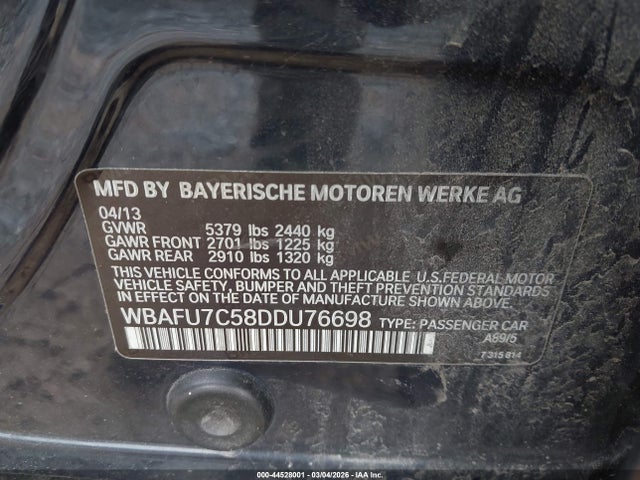 MFD BY BAYERISCHE MOTOREN WERKE AG
04/13
GVWR 5379 lbs 2440 kg
GAWR FRONT 2701 lbs 1225 kg
GAWR REAR 2910 lbs 1320 kg
THIS VEHICLE CONFORMS TO ALL APPLICABLE U.S.FEDERAL MOTOR
VEHICLE SAFETY, BUMPER AND THEFT PREVENTION STANDARDS
IN EFFECT ON THE DATE OF MANUFACTURE SHOWN ABOVE.
WBAFU7C58DDU76698 TYPE: PASSENGER CAR
A89/5
7 315 814
000-44528001 - 03/04/2026 - IAA Inc.